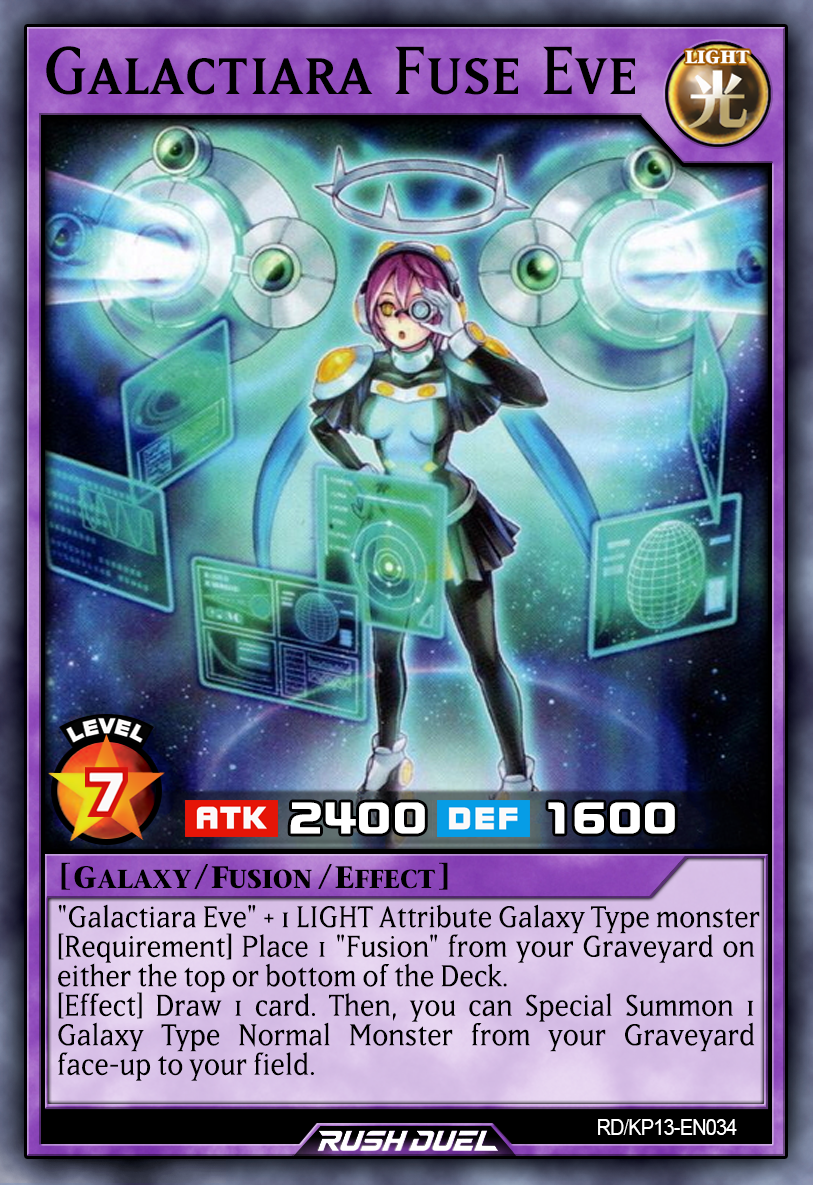 Galactiara Fuse Eve
LIGHT
光
LEVEL
7
ATK 2400 DEF 1600
[Galaxy/Fusion/Effect]
"Galactiara Eve" + 1 LIGHT Attribute Galaxy Type monster
[Requirement] Place 1 "Fusion" from your Graveyard on
either the top or bottom of the Deck.
[Effect] Draw 1 card. Then, you can Special Summon 1
Galaxy Type Normal Monster from your Graveyard
face-up to your field.
RD/KP13-EN034
RUSH DUEL